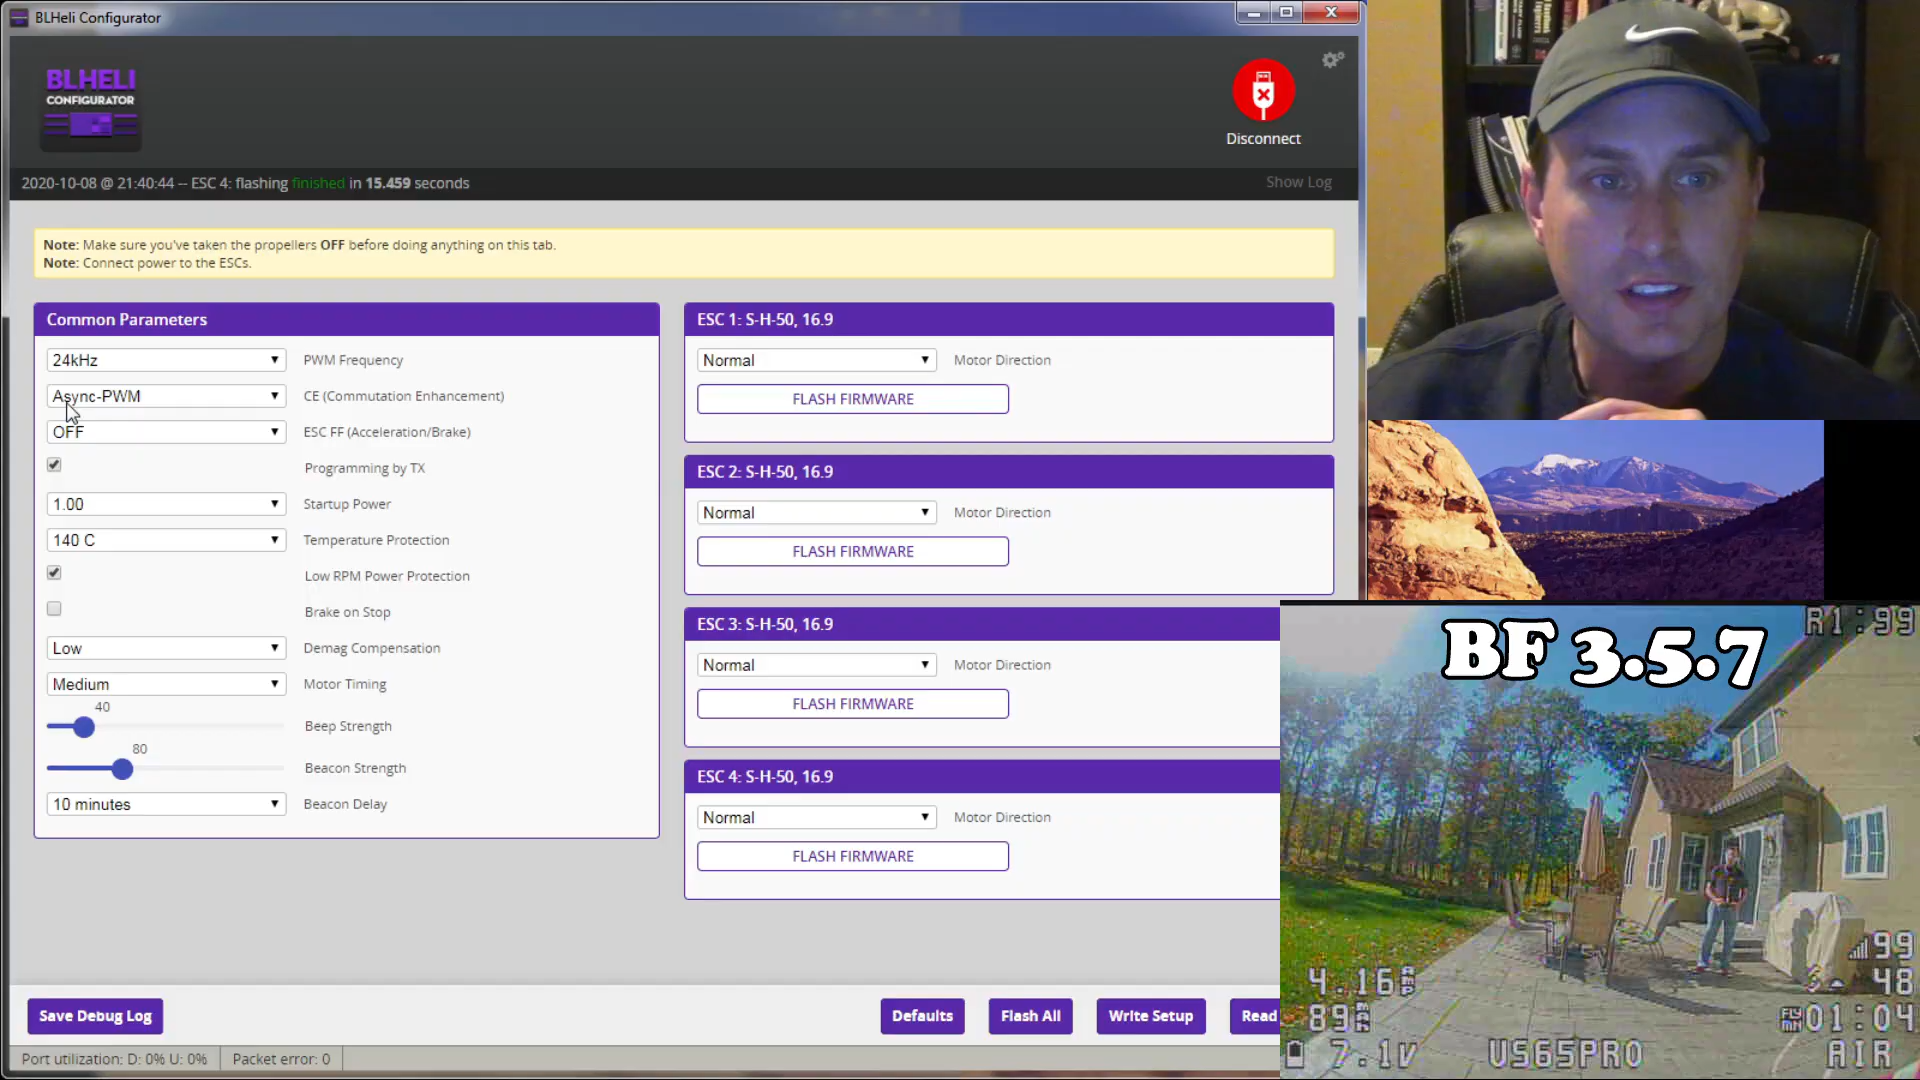 BLHeli Configurator
BLHELI
CONFIGURATOR
Disconnect
2020-10-08 @ 21:40:44 -- ESC 4: flashing finished in 15.459 seconds
Show Log
Note: Make sure you've taken the propellers OFF before doing anything on this tab.
Note: Connect power to the ESCs.
Common Parameters
24kHz PWM Frequency
Async-PWM CE (Commutation Enhancement)
OFF ESC FF (Acceleration/Brake)
Programming by TX
1.00 Startup Power
140 C Temperature Protection
Low RPM Power Protection
Brake on Stop
Low Demag Compensation
Medium Motor Timing
40
Beep Strength
80
Beacon Strength
10 minutes Beacon Delay
ESC 1: S-H-50, 16.9
Normal Motor Direction
FLASH FIRMWARE
ESC 2: S-H-50, 16.9
Normal Motor Direction
FLASH FIRMWARE
ESC 3: S-H-50, 16.9
Normal Motor Direction
FLASH FIRMWARE
ESC 4: S-H-50, 16.9
Normal Motor Direction
FLASH FIRMWARE
Save Debug Log
Defaults
Flash All
Write Setup
Read
Port utilization: D: 0% U: 0%
Packet error: 0
R1:99
BF 3.5.7
99
4.16 AMP
48
89 MAH
FLY MN 01:04
7.1V
US65PRO
AIR